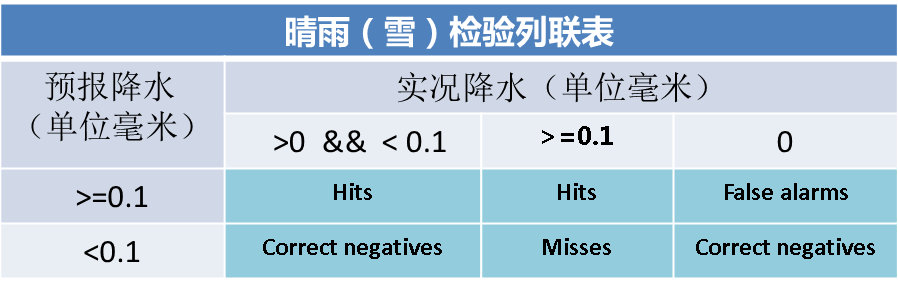 晴雨（雪）检验列联表
预报降水
（单位毫米）
实况降水（单位毫米）
>0 && < 0.1
>=0.1
0
>=0.1
Hits
Hits
False alarms
<0.1
Correct negatives
Misses
Correct negatives